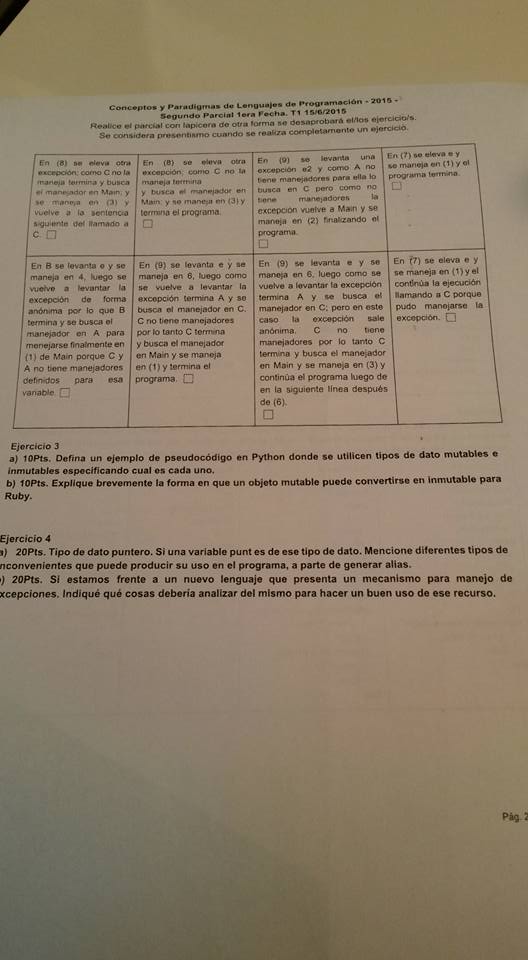 Conceptos y Paradigmas de Lenguajes de Programación - 2015 -
Segundo Parcial 1era Fecha. T1 15/6/2015
Realice el parcial con lapicera de otra forma se desaprobará el/los ejercicio/s.
Se considera presentismo cuando se realiza completamente un ejercició.
En (8) se eleva otra
excepción; como C no la
maneja termina y busca
el manejador en Main; y
se maneja en (3) y
vuelve a la sentencia
siguiente del llamado a
C.
En (8) se eleva otra
excepción; como C no la
maneja termina
y busca el manejador en
Main; y se maneja en (3) y
termina el programa.
En (9) se levanta una
excepción e2 y como A no
tiene manejadores para ella lo
busca en C pero como no
tiene manejadores la
excepción vuelve a Main y se
maneja en (2) finalizando el
programa.
En (7) se eleva e y
se maneja en (1) y el
programa termina.
En B se levanta e y se
maneja en 4, luego se
vuelve a levantar la
excepción de forma
anónima por lo que B
termina y se busca el
manejador en A para
menejarse finalmente en
(1) de Main porque C y
A no tiene manejadores
definidos para esa
variable.
En (9) se levanta e y se
maneja en 6, luego como
se vuelve a levantar la
excepción termina A y se
busca el manejador en C.
C no tiene manejadores
por lo tanto C termina
y busca el manejador
en Main y se maneja
en (1) y termina el
programa.
En (9) se levanta e y se
maneja en 6, luego como se
vuelve a levantar la excepción
termina A y se busca el
manejador en C; pero en este
caso la excepción sale
anónima. C no tiene
manejadores por lo tanto C
termina y busca el manejador
en Main y se maneja en (3) y
continúa el programa luego de
en la siguiente línea después
de (6).
En (7) se eleva e y
se maneja en (1) y el
continúa la ejecución
llamando a C porque
pudo manejarse la
excepción.
Ejercicio 3
a) 10Pts. Defina un ejemplo de pseudocódigo en Python donde se utilicen tipos de dato mutables e
inmutables especificando cual es cada uno.
b) 10Pts. Explique brevemente la forma en que un objeto mutable puede convertirse en inmutable para
Ruby.
Ejercicio 4
a) 20Pts. Tipo de dato puntero. Si una variable punt es de ese tipo de dato. Mencione diferentes tipos de
nconvenientes que puede producir su uso en el programa, a parte de generar alias.
) 20Pts. Si estamos frente a un nuevo lenguaje que presenta un mecanismo para manejo de
xcepciones. Indiqué qué cosas debería analizar del mismo para hacer un buen uso de ese recurso.
Pág. 2